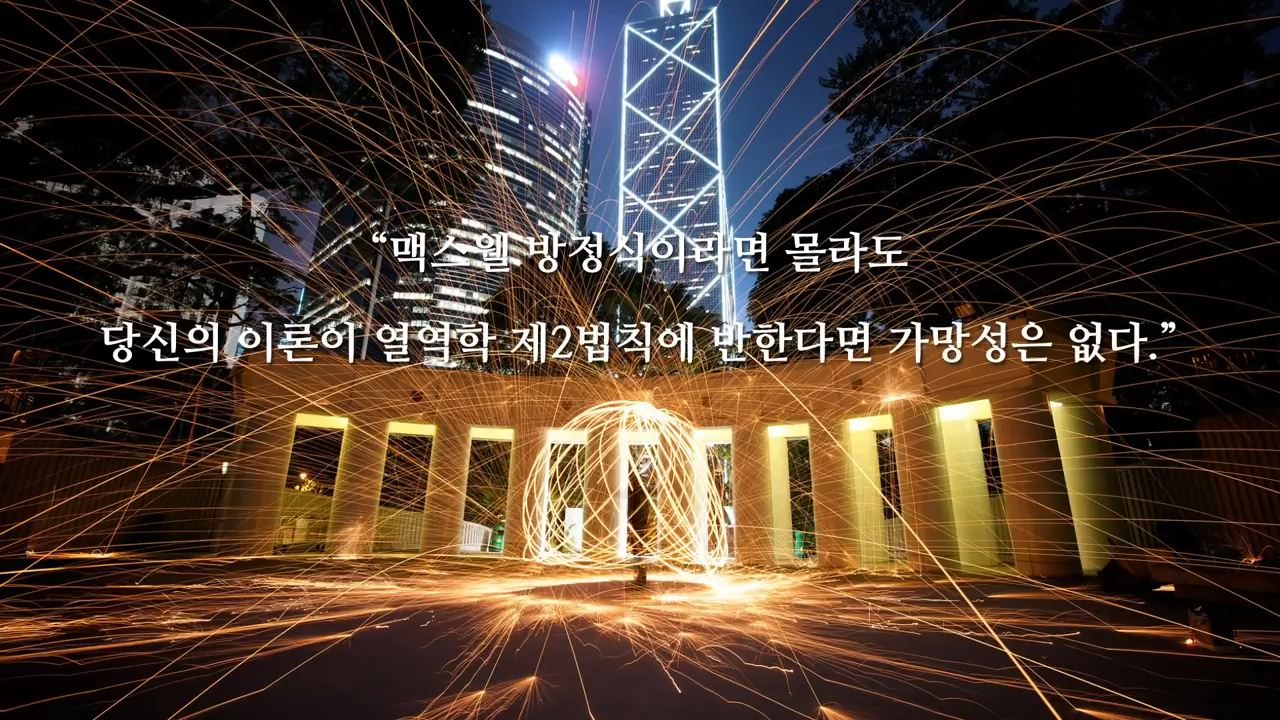 “맥스웰 방정식이라면 몰라도
당신의 이론이 열역학 제2법칙에 반한다면 가망성은 없다.”